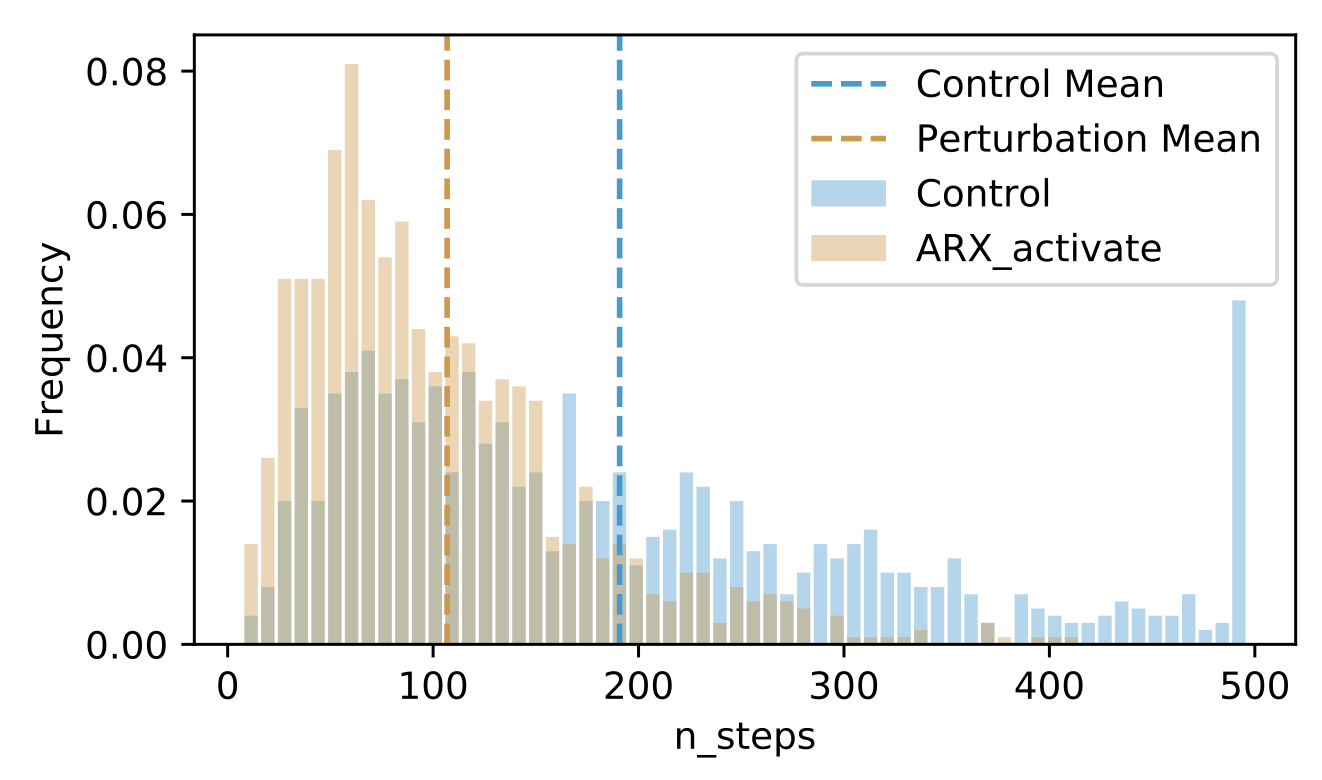 Control Mean
Perturbation Mean
Control
ARX_activate
Frequency
0.08
0.06
0.04
0.02
0.00
0 100 200 300 400 500
n_steps